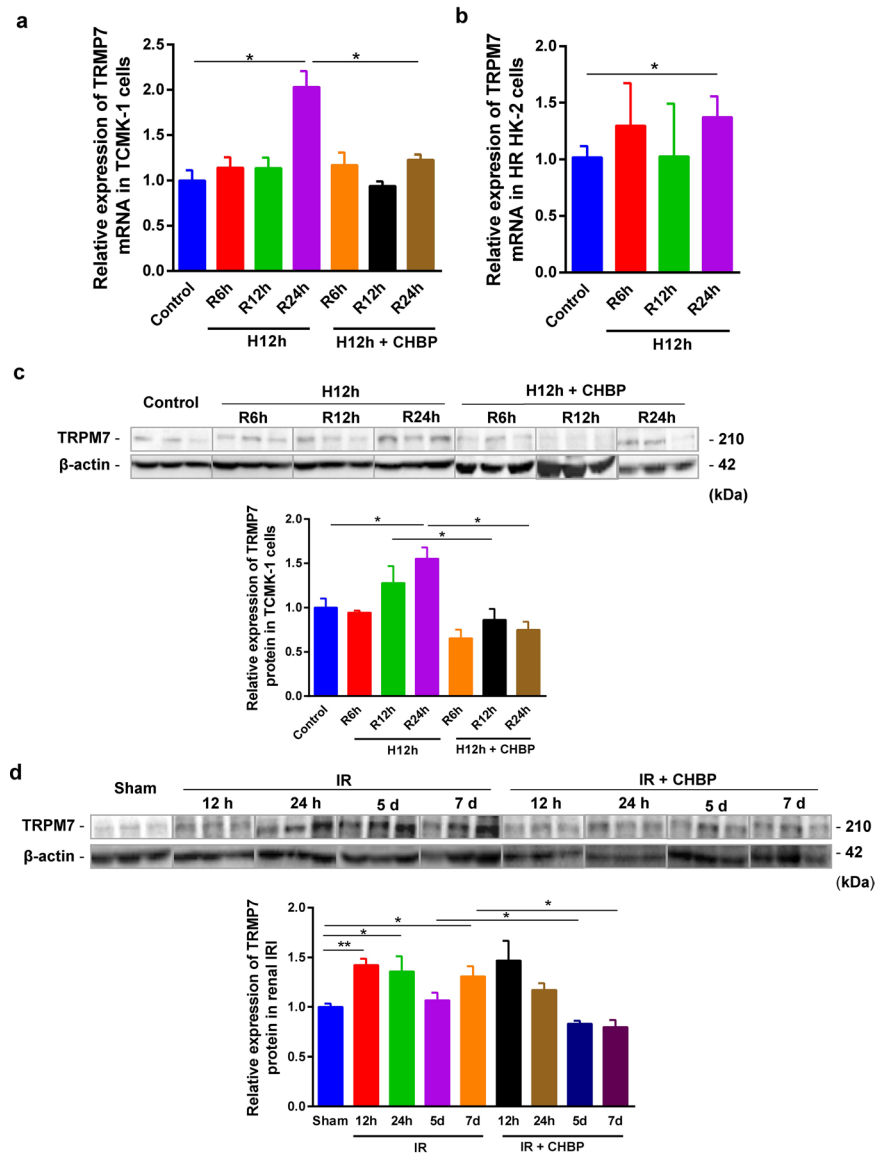 a
Relative expression of TRMP7
mRNA in TCMK-1 cells
2.5
2.0
1.5
1.0
0.5
0.0
*
*
Control
R6h
R12h
R24h
R6h
R12h
R24h
H12h
H12h + CHBP
b
Relative expression of TRPM7
mRNA in HR HK-2 cells
2.0
1.5
1.0
0.5
0.0
*
Control
R6h
R12h
R24h
H12h
c
Control
H12h
H12h + CHBP
R6h
R12h
R24h
R6h
R12h
R24h
TRPM7 -
- 210
β-actin -
- 42
(kDa)
Relative expression of TRMP7
protein in TCMK-1 cells
2.0
1.5
1.0
0.5
0.0
*
*
*
Control
R6h
R12h
R24h
R6h
R12h
R24h
H12h
H12h + CHBP
d
Sham
IR
IR + CHBP
12 h
24 h
5 d
7 d
12 h
24 h
5 d
7 d
TRPM7 -
- 210
β-actin -
- 42
(kDa)
Relative expression of TRMP7
protein in renal IRI
2.0
1.5
1.0
0.5
0.0
*
*
**
*
*
Sham
12h
24h
5d
7d
12h
24h
5d
7d
IR
IR + CHBP